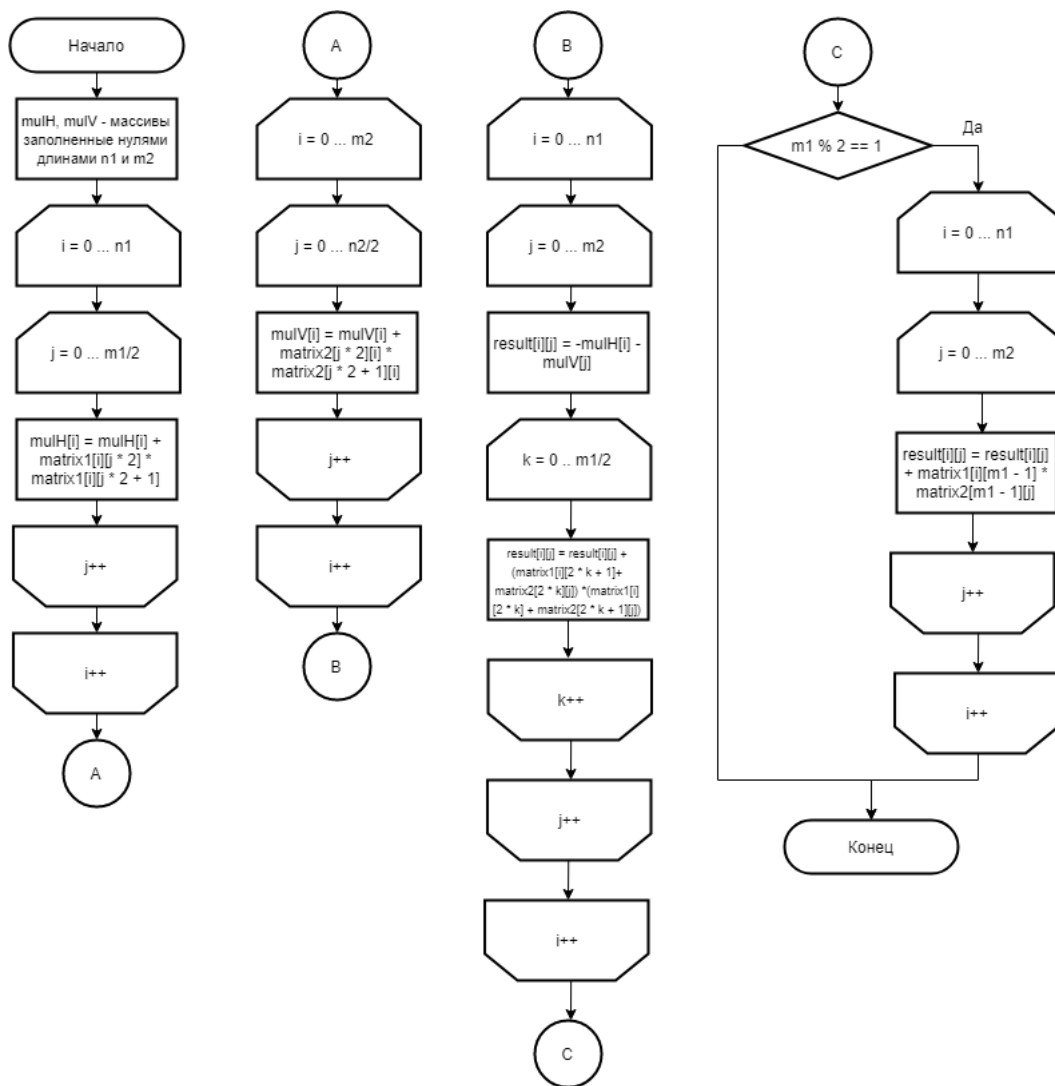 Начало
mulH, mulV - массивы
заполненные нулями
длинами n1 и m2
i = 0 ... n1
j = 0 ... m1/2
mulH[i] = mulH[i] +
matrix1[i][j * 2] *
matrix1[i][j * 2 + 1]
j++
i++
A
A
i = 0 ... m2
j = 0 ... n2/2
mulV[i] = mulV[i] +
matrix2[j * 2][i] *
matrix2[j * 2 + 1][i]
j++
i++
B
B
i = 0 ... n1
j = 0 ... m2
result[i][j] = -mulH[i] -
mulV[j]
k = 0 .. m1/2
result[i][j] = result[i][j] +
(matrix1[i][2 * k + 1]+
matrix2[2 * k][j]) *(matrix1[i]
[2 * k] + matrix2[2 * k + 1][j])
k++
j++
i++
C
C
m1 % 2 == 1
Да
i = 0 ... n1
j = 0 ... m2
result[i][j] = result[i][j]
+ matrix1[i][m1 - 1] *
matrix2[m1 - 1][j]
j++
i++
Конец